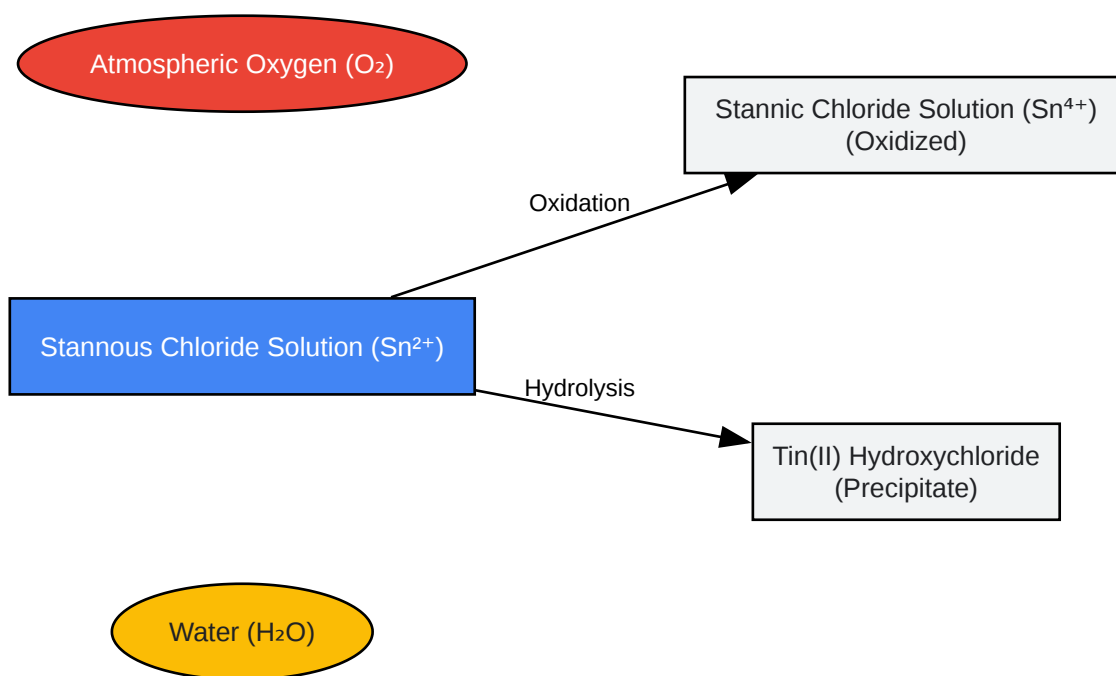 Atmospheric Oxygen (O₂)
Stannic Chloride Solution (Sn⁴⁺)
(Oxidized)
Oxidation
Stannous Chloride Solution (Sn²⁺)
Hydrolysis
Tin(II) Hydroxychloride
(Precipitate)
Water (H₂O)